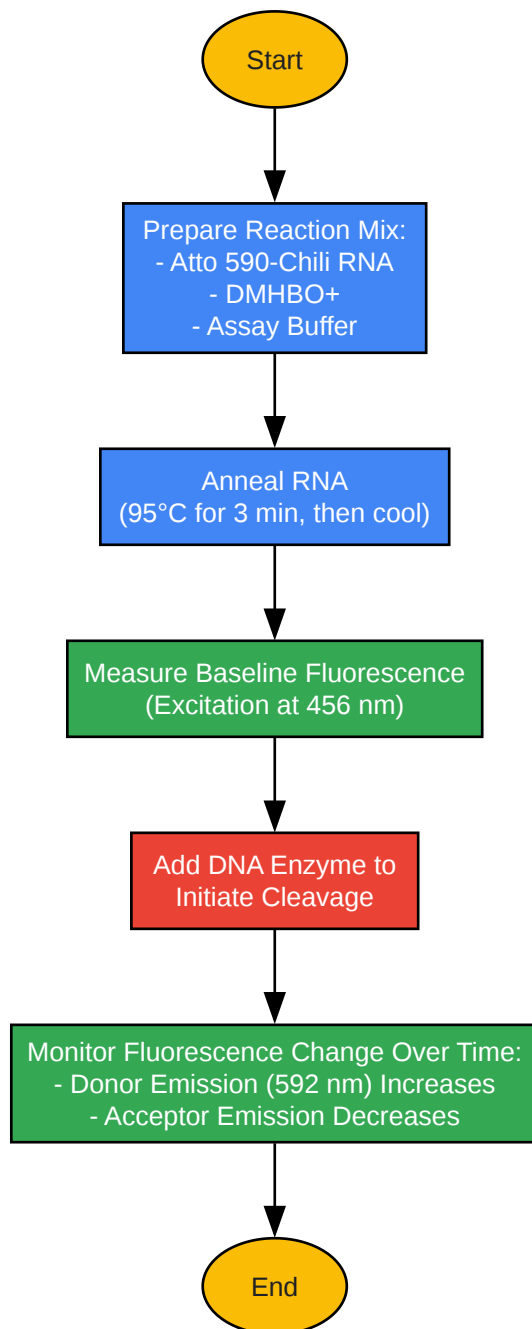 Start
Prepare Reaction Mix:
- Atto 590-Chili RNA
- DMHBO+
- Assay Buffer
Anneal RNA
(95°C for 3 min, then cool)
Measure Baseline Fluorescence
(Excitation at 456 nm)
Add DNA Enzyme to
Initiate Cleavage
Monitor Fluorescence Change Over Time:
- Donor Emission (592 nm) Increases
- Acceptor Emission Decreases
End